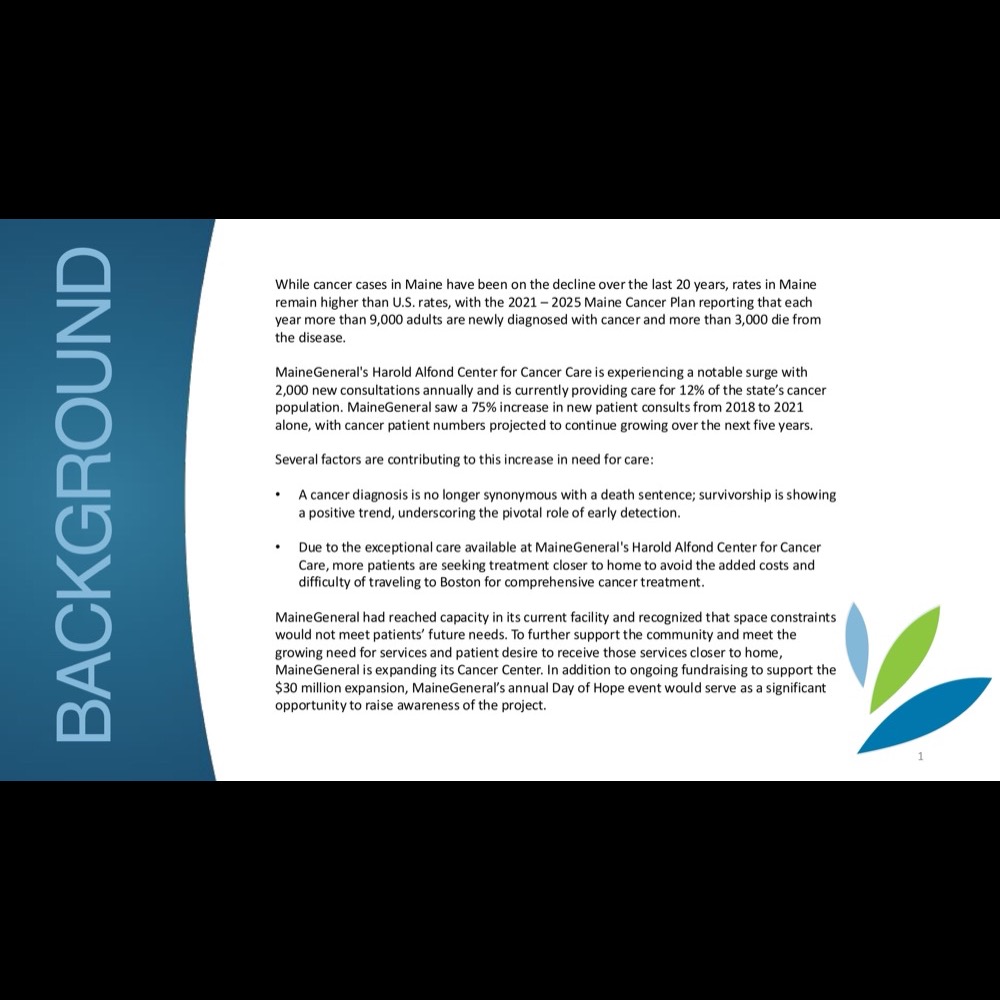 BACKGROUND
While cancer cases in Maine have been on the decline over the last 20 years, rates in Maine
remain higher than U.S. rates, with the 2021 – 2025 Maine Cancer Plan reporting that each
year more than 9,000 adults are newly diagnosed with cancer and more than 3,000 die from
the disease.
MaineGeneral's Harold Alfond Center for Cancer Care is experiencing a notable surge with
2,000 new consultations annually and is currently providing care for 12% of the state’s cancer
population. MaineGeneral saw a 75% increase in new patient consults from 2018 to 2021
alone, with cancer patient numbers projected to continue growing over the next five years.
Several factors are contributing to this increase in need for care:
• A cancer diagnosis is no longer synonymous with a death sentence; survivorship is showing
a positive trend, underscoring the pivotal role of early detection.
• Due to the exceptional care available at MaineGeneral's Harold Alfond Center for Cancer
Care, more patients are seeking treatment closer to home to avoid the added costs and
difficulty of traveling to Boston for comprehensive cancer treatment.
MaineGeneral had reached capacity in its current facility and recognized that space constraints
would not meet patients’ future needs. To further support the community and meet the
growing need for services and patient desire to receive those services closer to home,
MaineGeneral is expanding its Cancer Center. In addition to ongoing fundraising to support the
$30 million expansion, MaineGeneral’s annual Day of Hope event would serve as a significant
opportunity to raise awareness of the project.
1